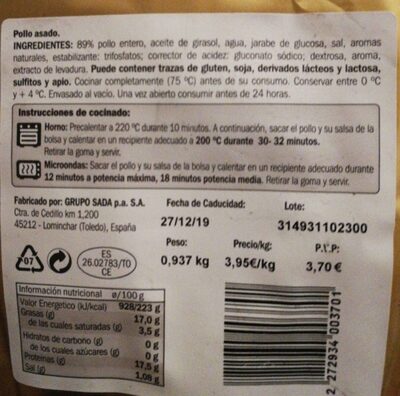 Pollo asado.
INGREDIENTES: 89% pollo entero, aceite de girasol, agua, jarabe de glucosa, sal, aromas
naturales, estabilizante: trifosfatos; corrector de acidez: gluconato sódico; dextrosa, aroma,
extracto de levadura. Puede contener trazas de gluten, soja, derivados lácteos y lactosa,
sulfitos y apio. Cocinar completamente (75 °C) antes de su consumo. Conservar entre 0 °C
y + 4 °C. Envasado al vacío. Una vez abierto consumir antes de 24 horas.
Instrucciones de cocinado:
Horno: Precalentar a 220 °C durante 10 minutos. A continuación, sacar el pollo y su salsa de la
bolsa y calentar en un recipiente adecuado a 200 °C durante 30- 32 minutos.
Retirar la goma y servir.
Microondas: Sacar el pollo y su salsa de la bolsa y calentar en un recipiente adecuado durante
12 minutos a potencia máxima, 18 minutos potencia media. Retirar la goma y servir.
Fabricado por: GRUPO SADA p.a. S.A.
Ctra. de Cedillo km 1,200
45216 - Lominchar (Toledo), España
Fecha de Caducidad:
27/12/19
Lote:
314931102300
Peso:
0,937 kg
Precio/kg:
3,95€/kg
P.V.P:
3,70 €
07
ES
26.02783/TO
CE
Información nutricional ø/100 g
Valor Energetico (kJ/kcal) 928/223 g
Grasas (g) 17,0 g
de las cuales saturadas (g) 3,5 g
Hidratos de carbono (g) 0 g
de los cuales azúcares (g) 0 g
Proteinas (g) 17,5 g
Sal (g) 1,08 g
2 272934 003701